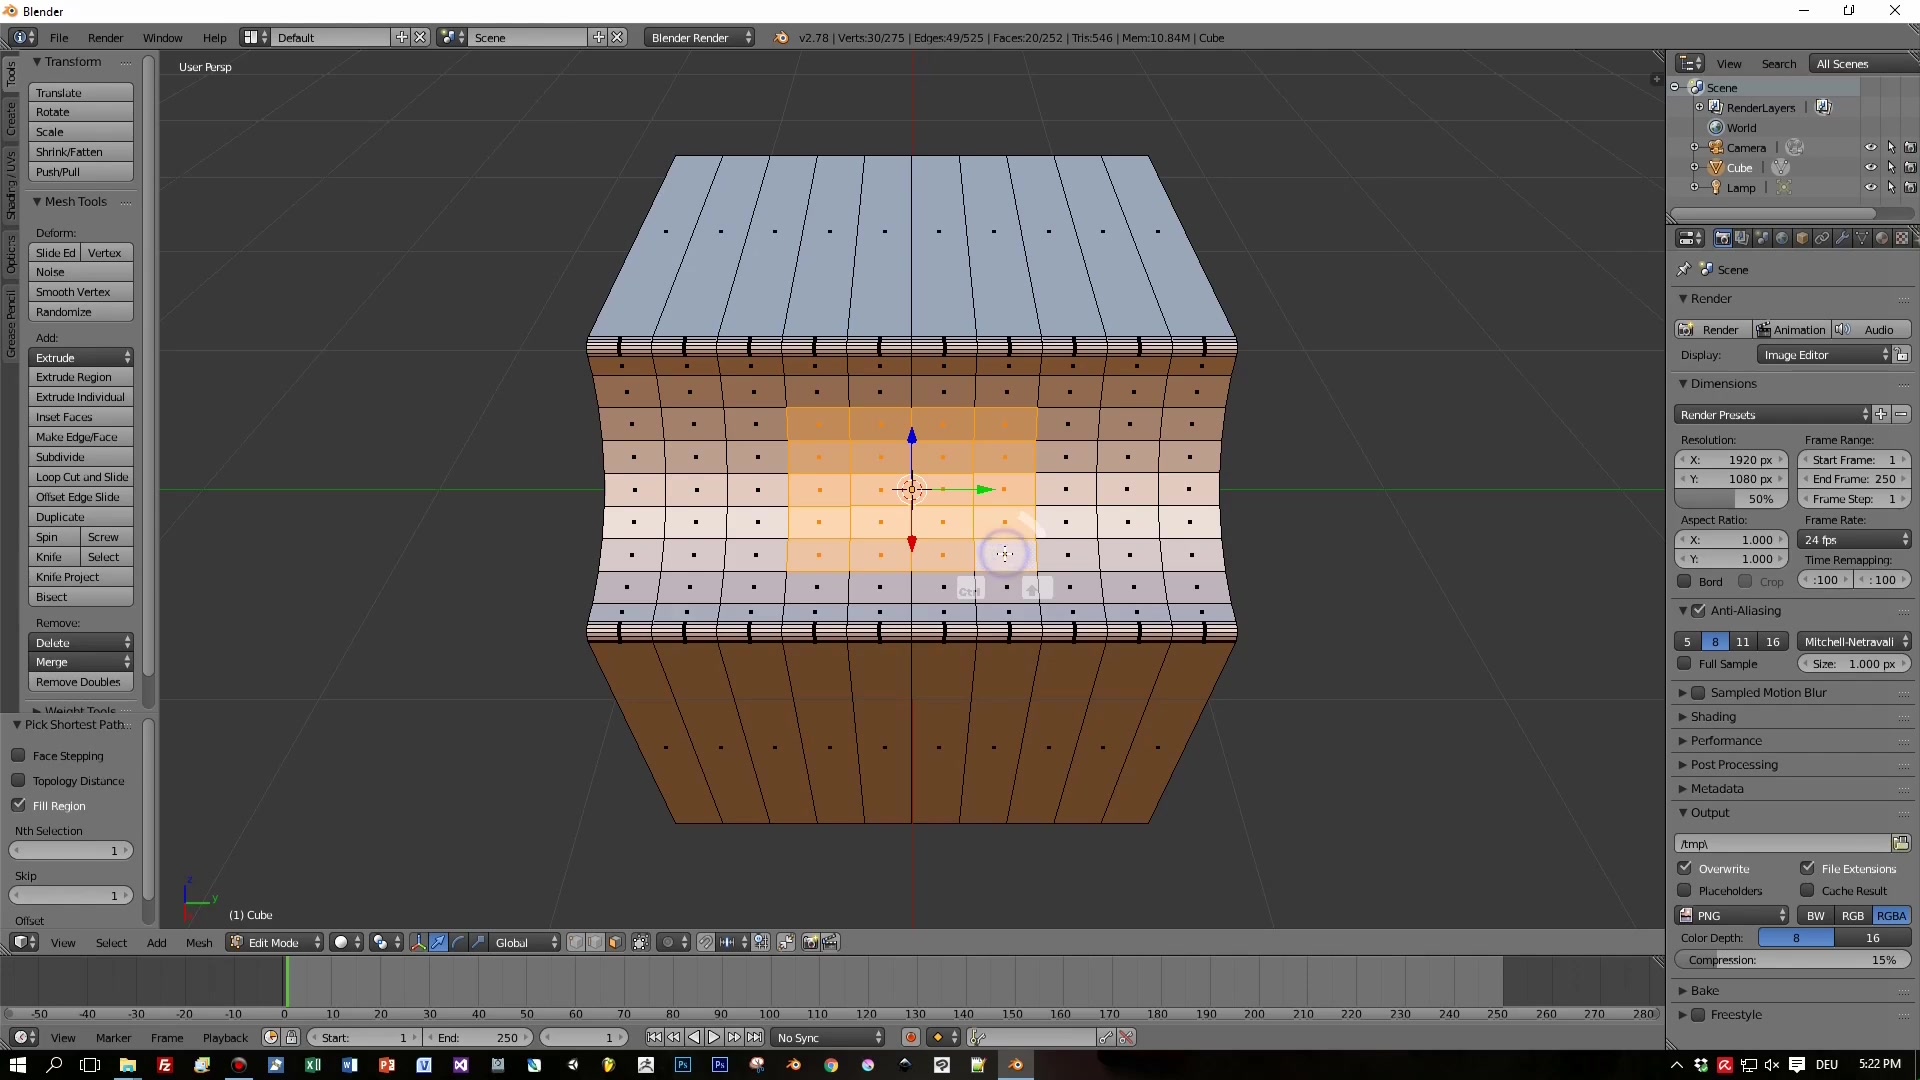 Blender
File Render Window Help Default Scene Blender Render v2.78 | Verts:30/275 | Edges:49/525 | Faces:20/252 | Tris:546 | Mem:10.84M | Cube
Tools
Create
Shading / UVs
Options
Grease Pencil
Transform
Translate
Rotate
Scale
Shrink/Fatten
Push/Pull
Mesh Tools
Deform:
Slide Ed Vertex
Noise
Smooth Vertex
Randomize
Add:
Extrude
Extrude Region
Extrude Individual
Inset Faces
Make Edge/Face
Subdivide
Loop Cut and Slide
Offset Edge Slide
Duplicate
Spin Screw
Knife Select
Knife Project
Bisect
Remove:
Delete
Merge
Remove Doubles
Weight Tools
Pick Shortest Path
Face Stepping
Topology Distance
Fill Region
Nth Selection
1
Skip
1
Offset
User Persp
Ctrl
z
y
(1) Cube
View Select Add Mesh Edit Mode Global
-50 -40 -30 -20 -10 0 10 20 30 40 50 60 70 80 90 100 110 120 130 140 150 160 170 180 190 200 210 220 230 240 250 260 270 280
View Marker Frame Playback Start: 1 End: 250 1 No Sync
View Search All Scenes
Scene
RenderLayers |
World
Camera |
Cube |
Lamp |
Scene
Render
Render Animation Audio
Display: Image Editor
Dimensions
Render Presets
Resolution: Frame Range:
X: 1920 px Start Frame: 1
Y: 1080 px End Frame: 250
50% Frame Step: 1
Aspect Ratio: Frame Rate:
X: 1.000 24 fps
Y: 1.000 Time Remapping:
Bord Crop :100 : 100
Anti-Aliasing
5 8 11 16 Mitchell-Netravali
Full Sample Size: 1.000 px
Sampled Motion Blur
Shading
Performance
Post Processing
Metadata
Output
/tmp\
Overwrite File Extensions
Placeholders Cache Result
PNG BW RGB RGBA
Color Depth: 8 16
Compression: 15%
Bake
Freestyle
DEU 5:22 PM